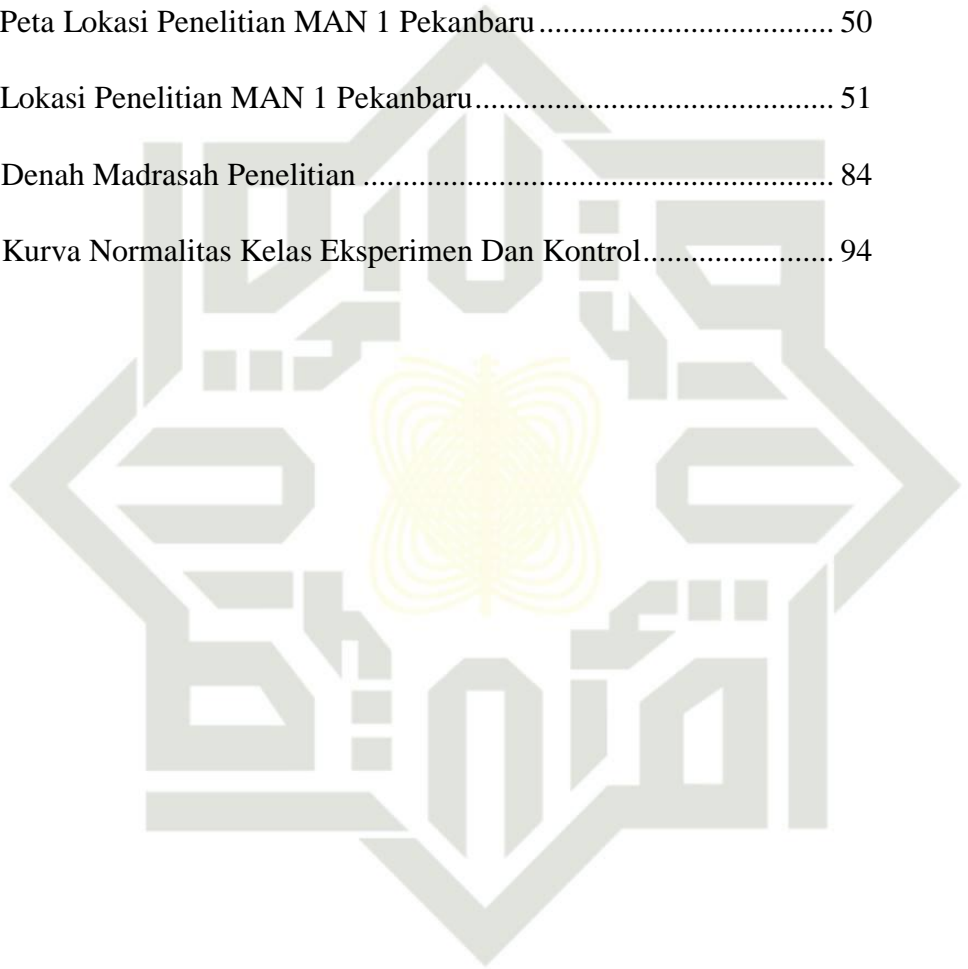 Peta Lokasi Penelitian MAN 1 Pekanbaru.................................... 50
Lokasi Penelitian MAN 1 Pekanbaru............................................ 51
Denah Madrasah Penelitian .......................................................... 84
Kurva Normalitas Kelas Eksperimen Dan Kontrol....................... 94